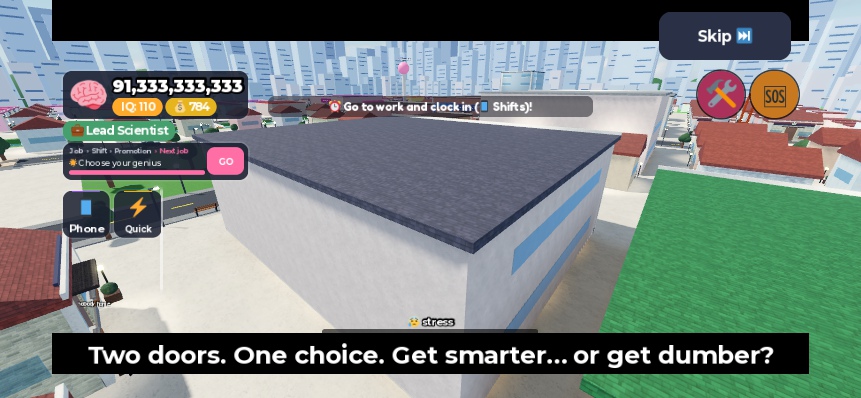 Skip
91,333,333,333
IQ: 110
784
Go to work and clock in ( Shifts)!
SOS
Lead Scientist
Job • Shift • Promotion • Next job
Choose your genius
GO
Phone
Quick
stress
Two doors. One choice. Get smarter... or get dumber?